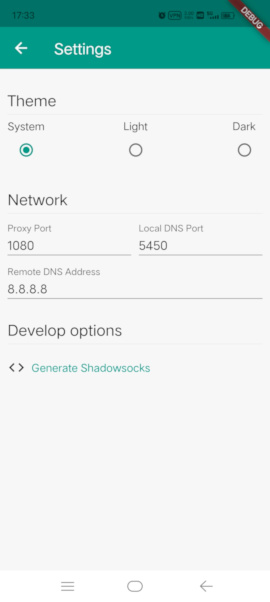 17:33
DEBUG
Settings
Theme
System Light Dark
Network
Proxy Port Local DNS Port
1080 5450
Remote DNS Address
8.8.8.8
Develop options
Generate Shadowsocks